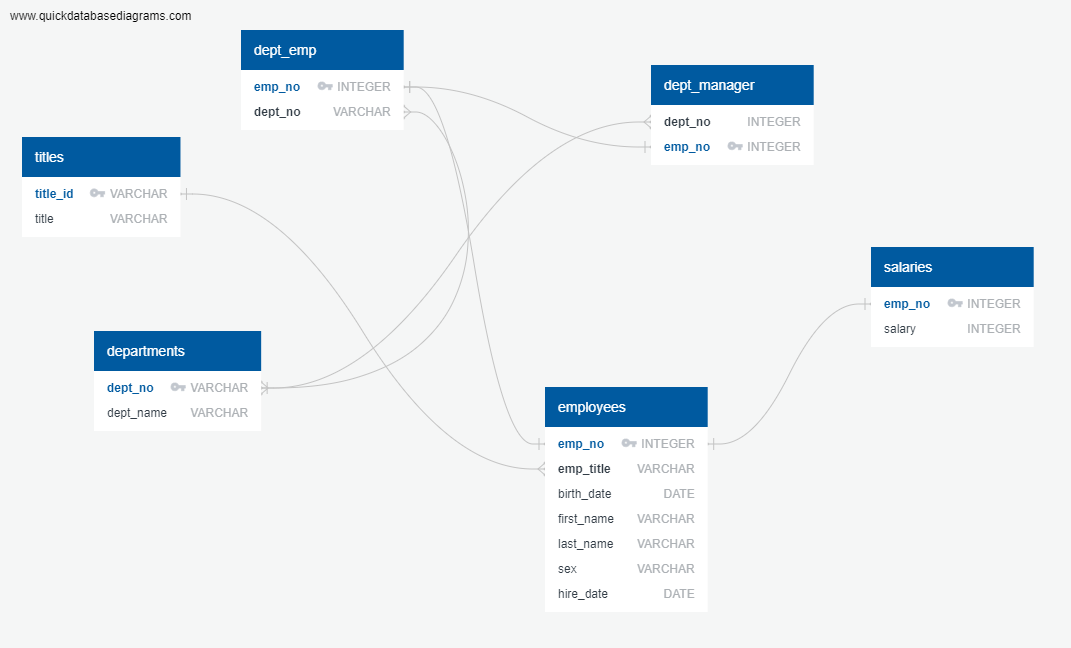 www.quickdatabasediagrams.com
dept_emp
emp_no INTEGER
dept_no VARCHAR
dept_manager
dept_no INTEGER
emp_no INTEGER
titles
title_id VARCHAR
title VARCHAR
salaries
emp_no INTEGER
salary INTEGER
departments
dept_no VARCHAR
dept_name VARCHAR
employees
emp_no INTEGER
emp_title VARCHAR
birth_date DATE
first_name VARCHAR
last_name VARCHAR
sex VARCHAR
hire_date DATE